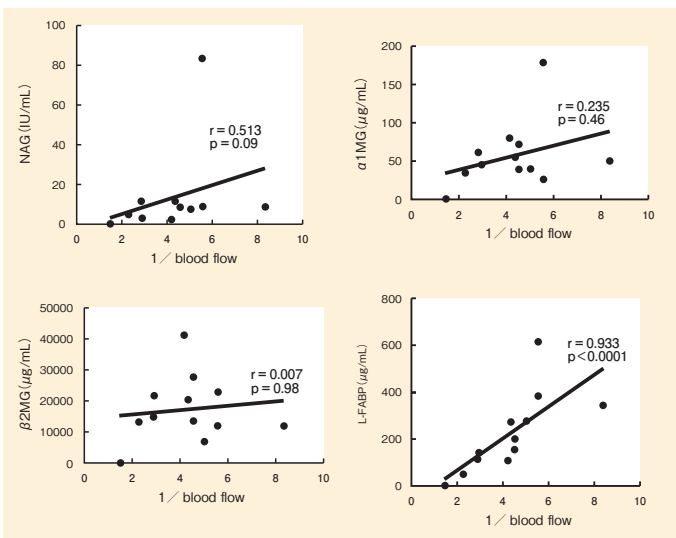 100
80
60
40
20
0
NAG (IU/mL)
r = 0.513
p = 0.09
0 2 4 6 8 10
1／blood flow
200
150
100
50
0
α1MG (μg/mL)
r = 0.235
p = 0.46
0 2 4 6 8 10
1／blood flow
50000
40000
30000
20000
10000
0
β2MG (μg/mL)
r = 0.007
p = 0.98
0 2 4 6 8 10
1／blood flow
800
600
400
200
0
L-FABP (μg/mL)
r = 0.933
p<0.0001
0 2 4 6 8 10
1／blood flow